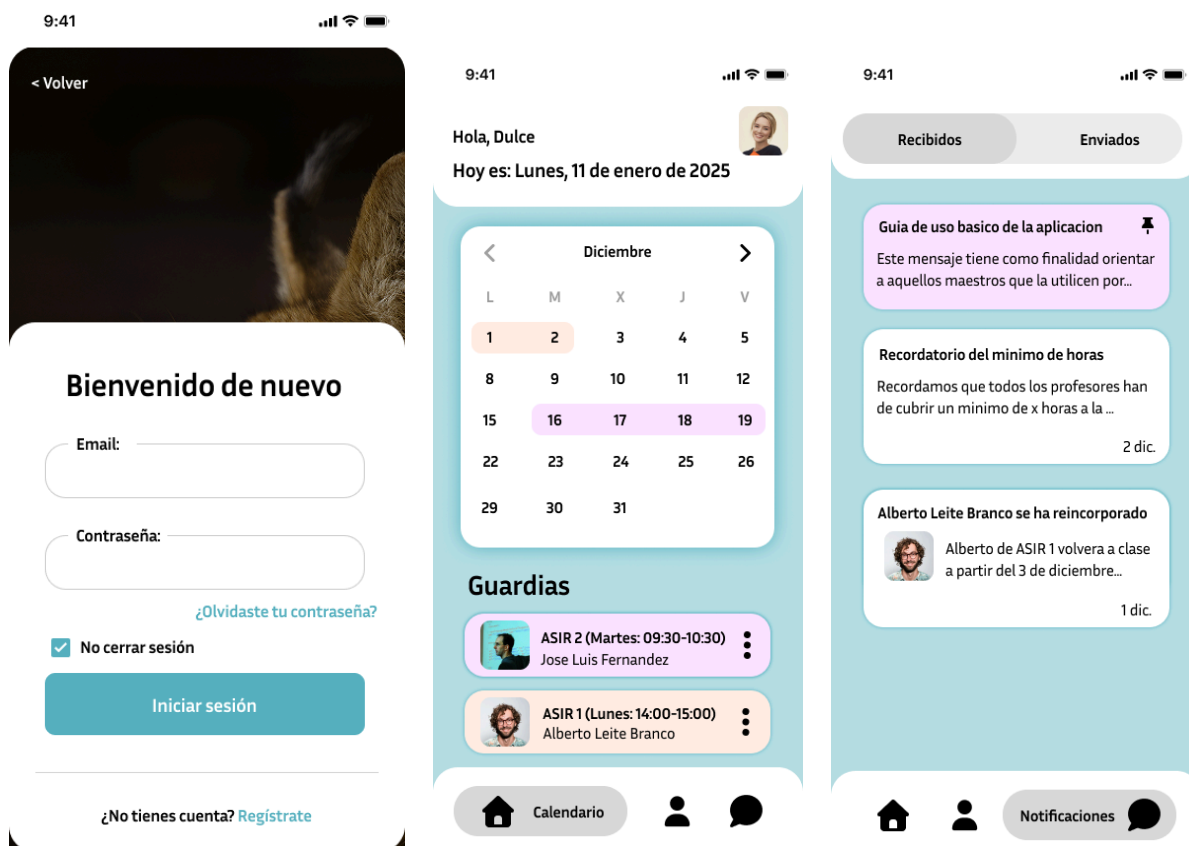 9:41
< Volver
Bienvenido de nuevo
Email:
Contraseña:
¿Olvidaste tu contraseña?
No cerrar sesión
Iniciar sesión
¿No tienes cuenta? Regístrate
9:41
Hola, Dulce
Hoy es: Lunes, 11 de enero de 2025
Diciembre
L M X J V
1 2 3 4 5
8 9 10 11 12
15 16 17 18 19
22 23 24 25 26
29 30 31
Guardias
ASIR 2 (Martes: 09:30-10:30)
Jose Luis Fernandez
ASIR 1 (Lunes: 14:00-15:00)
Alberto Leite Branco
Calendario
9:41
Recibidos Enviados
Guia de uso basico de la aplicacion
Este mensaje tiene como finalidad orientar
a aquellos maestros que la utilicen por...
Recordatorio del minimo de horas
Recordamos que todos los profesores han
de cubrir un minimo de x horas a la ...
2 dic.
Alberto Leite Branco se ha reincorporado
Alberto de ASIR 1 volvera a clase
a partir del 3 de diciembre...
1 dic.
Notificaciones